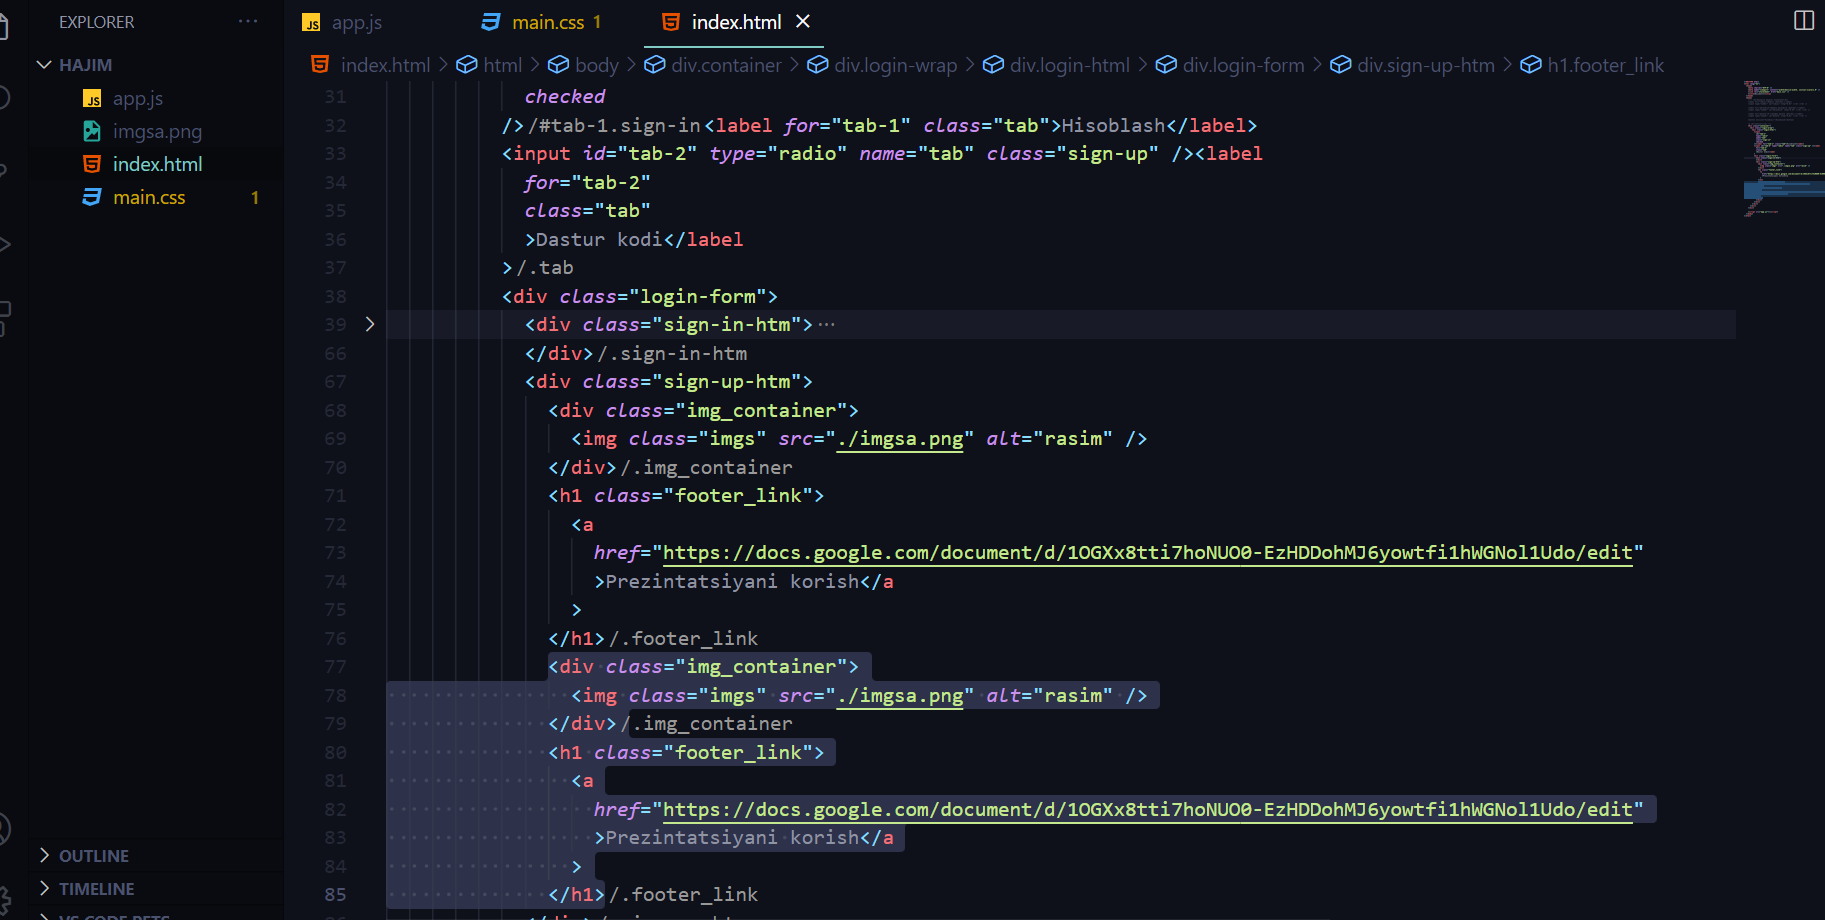 EXPLORER
HAJIM
app.js
imgsa.png
index.html
main.css 1
OUTLINE
TIMELINE
VS CODE PETS
app.js main.css 1 index.html
index.html > html > body > div.container > div.login-wrap > div.login-html > div.login-form > div.sign-up-htm > h1.footer_link
31 checked
32 />/#tab-1.sign-in<label for="tab-1" class="tab">Hisoblash</label>
33 <input id="tab-2" type="radio" name="tab" class="sign-up" /><label
34 for="tab-2"
35 class="tab"
36 >Dastur kodi</label
37 >/.tab
38 <div class="login-form">
39 <div class="sign-in-htm">···
66 </div>/.sign-in-htm
67 <div class="sign-up-htm">
68 <div class="img_container">
69 <img class="imgs" src="./imgsa.png" alt="rasim" />
70 </div>/.img_container
71 <h1 class="footer_link">
72 <a
73 href="https://docs.google.com/document/d/1OGXx8tti7hoNUO0-EzHDDohMJ6yowtfi1hWGNol1Udo/edit"
74 >Prezintatsiyani korish</a
75 >
76 </h1>/.footer_link
77 <div class="img_container">
78 <img class="imgs" src="./imgsa.png" alt="rasim" />
79 </div>/.img_container
80 <h1 class="footer_link">
81 <a
82 href="https://docs.google.com/document/d/1OGXx8tti7hoNUO0-EzHDDohMJ6yowtfi1hWGNol1Udo/edit"
83 >Prezintatsiyani korish</a
84 >
85 </h1>/.footer_link